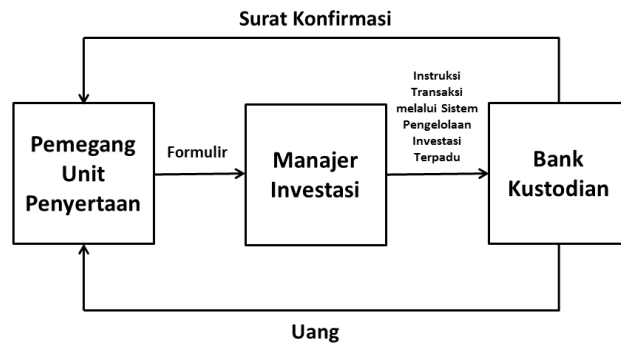 Surat Konfirmasi
Pemegang
Unit
Penyertaan
Formulir
Manajer
Investasi
Instruksi
Transaksi
melalui Sistem
Pengelolaan
Investasi
Terpadu
Bank
Kustodian
Uang